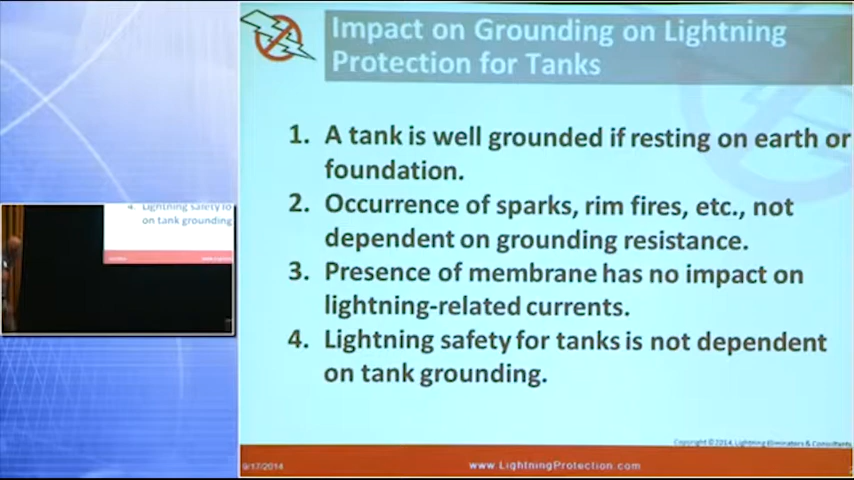 Impact on Grounding on Lightning
Protection for Tanks
1. A tank is well grounded if resting on earth or
foundation.
2. Occurrence of sparks, rim fires, etc., not
dependent on grounding resistance.
3. Presence of membrane has no impact on
lightning-related currents.
4. Lightning safety for tanks is not dependent
on tank grounding.
Copyright ©2014, Lightning Eliminators & Consultants
9/17/2014
www.LightningProtection.com
4. Lightning safety fo
on tank grounding